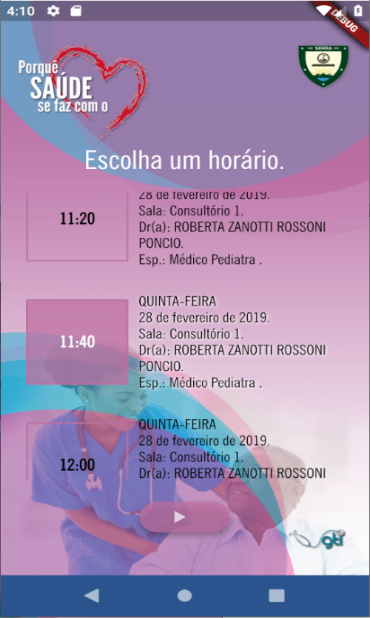 4:10
DEBUG
Porquê
SAÚDE
se faz com o
SERRA
Escolha um horário.
28 de fevereiro de 2019.
11:20
Sala: Consultório 1.
Dr(a): ROBERTA ZANOTTI ROSSONI
PONCIO.
Esp.: Médico Pediatra .
QUINTA-FEIRA
28 de fevereiro de 2019.
11:40
Sala: Consultório 1.
Dr(a): ROBERTA ZANOTTI ROSSONI
PONCIO.
Esp.: Médico Pediatra .
QUINTA-FEIRA
28 de fevereiro de 2019.
12:00
Sala: Consultório 1.
Dr(a): ROBERTA ZANOTTI ROSSONI
gti